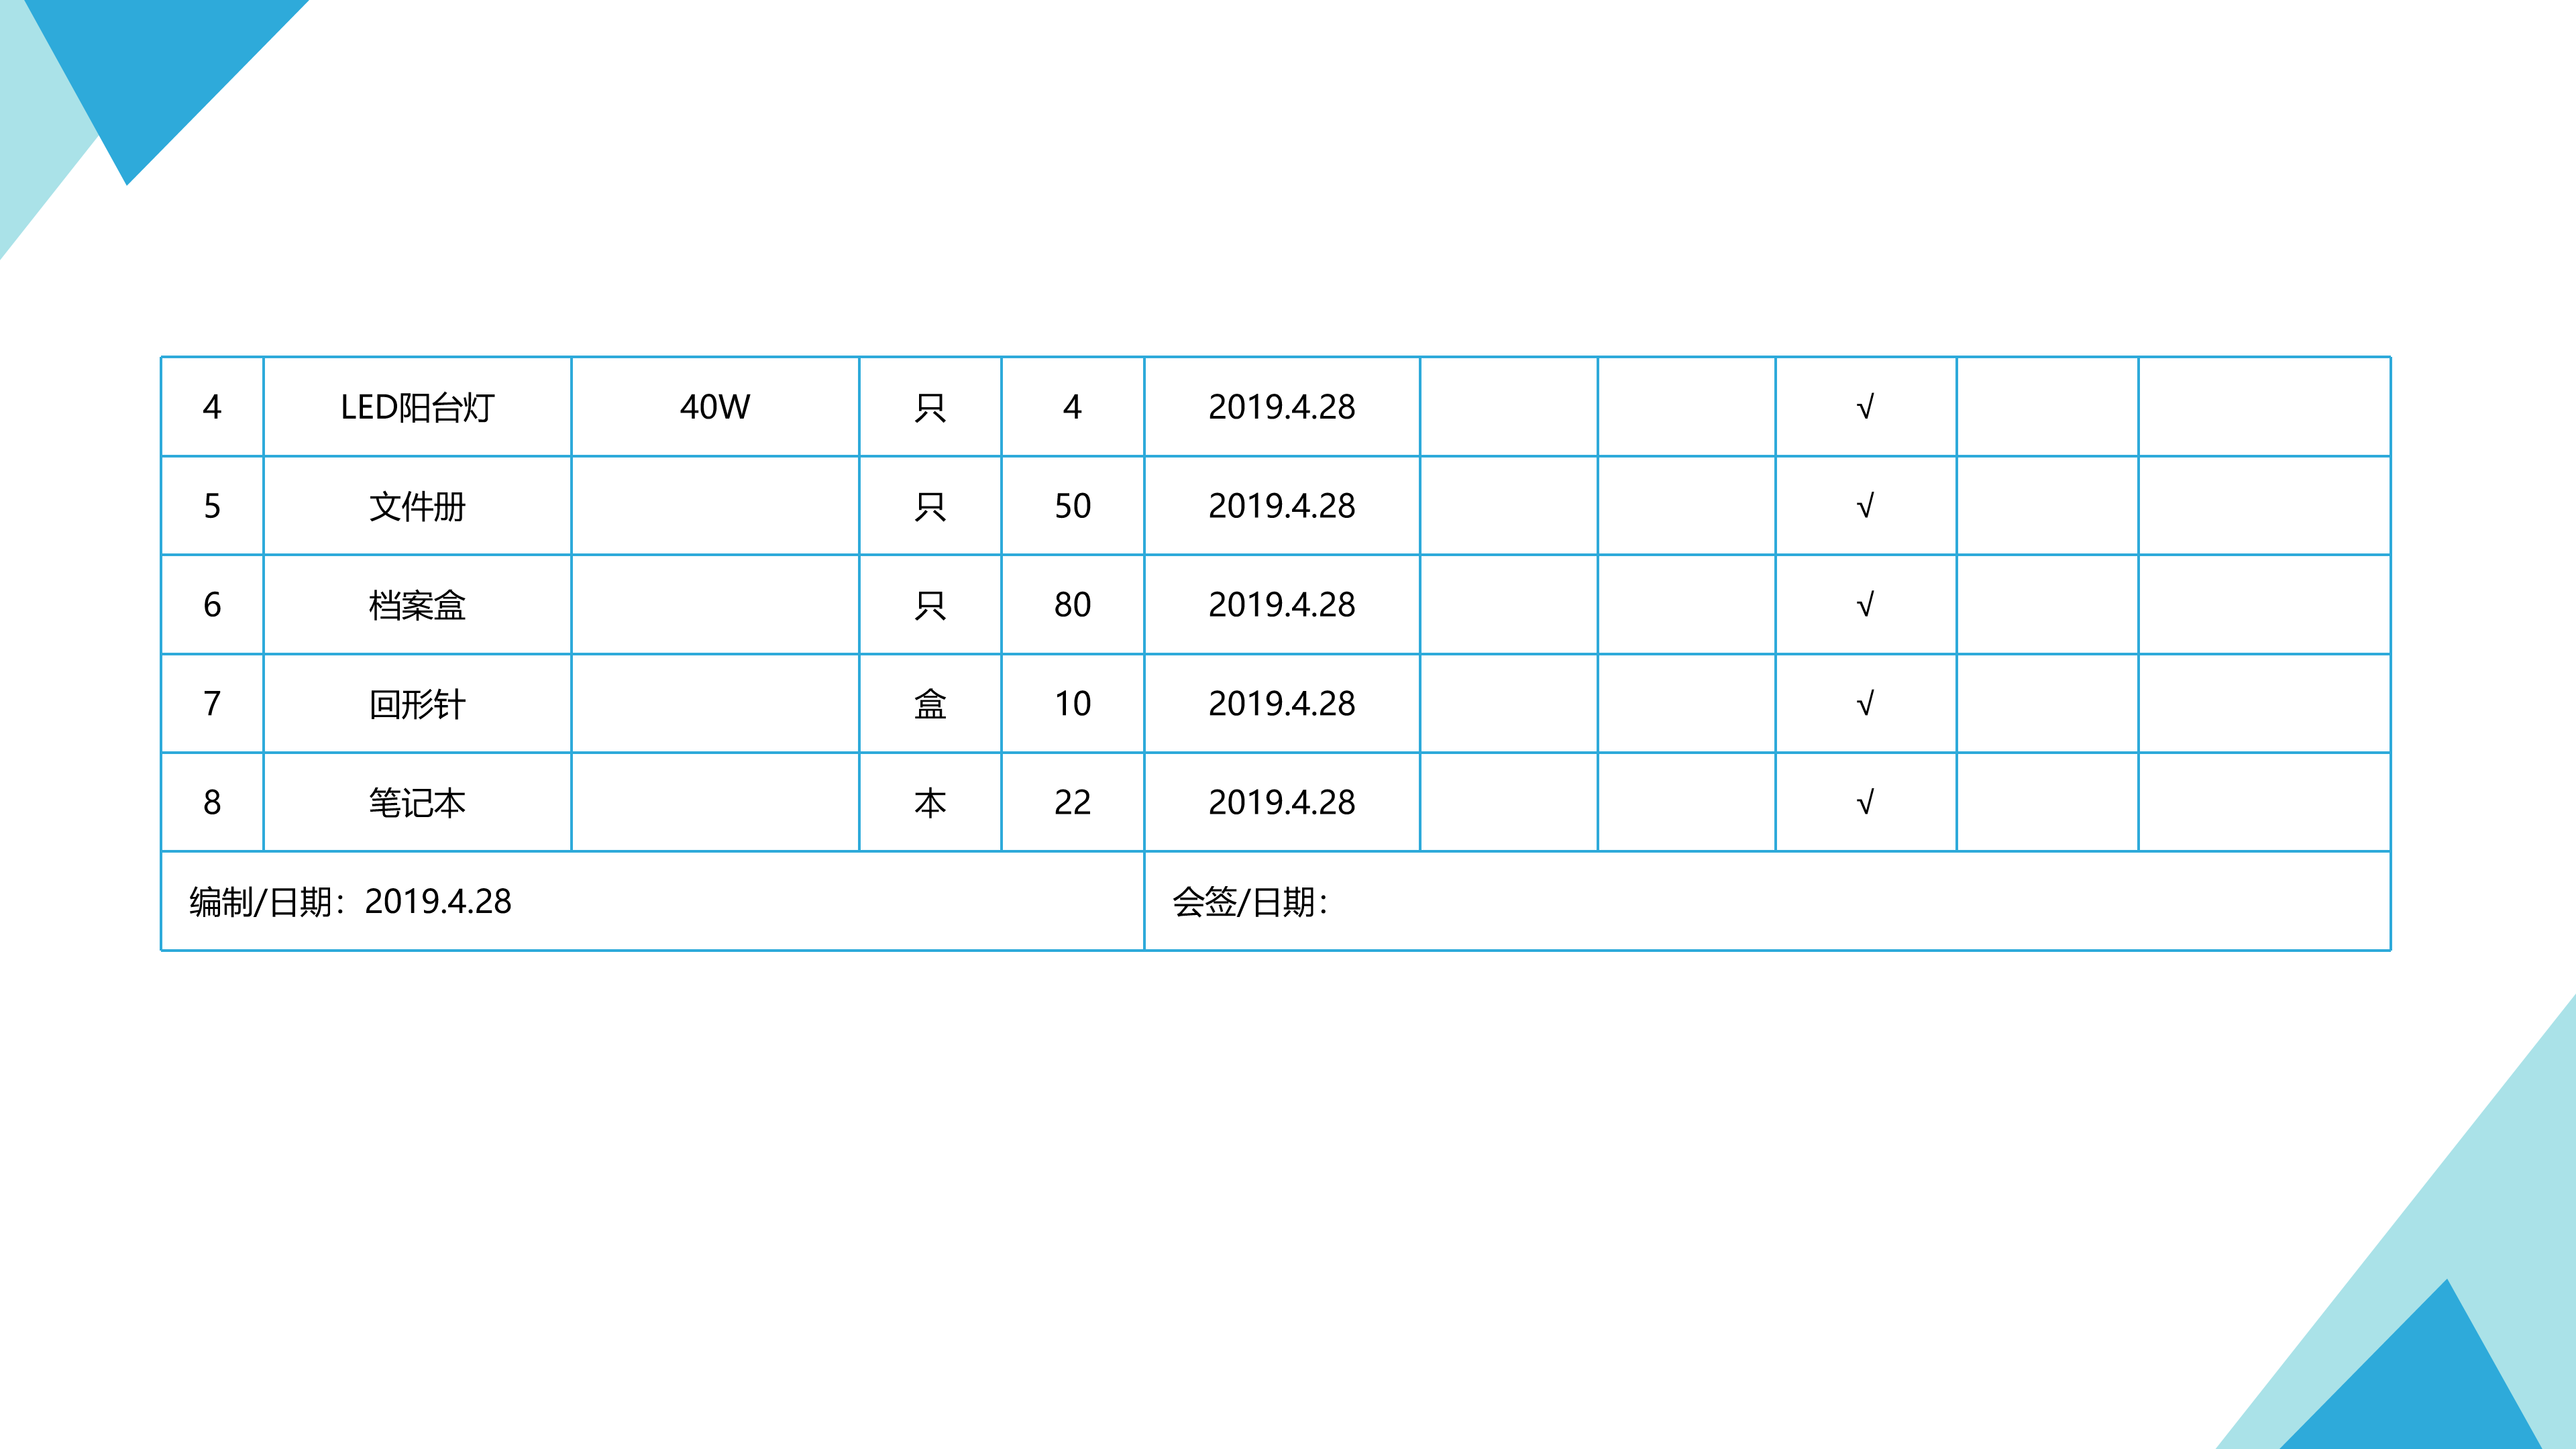 4 LED阳台灯 40W 只 4 2019.4.28 √
5 文件册 只 50 2019.4.28 √
6 档案盒 只 80 2019.4.28 √
7 回形针 盒 10 2019.4.28 √
8 笔记本 本 22 2019.4.28 √
编制/日期：2019.4.28 会签/日期：